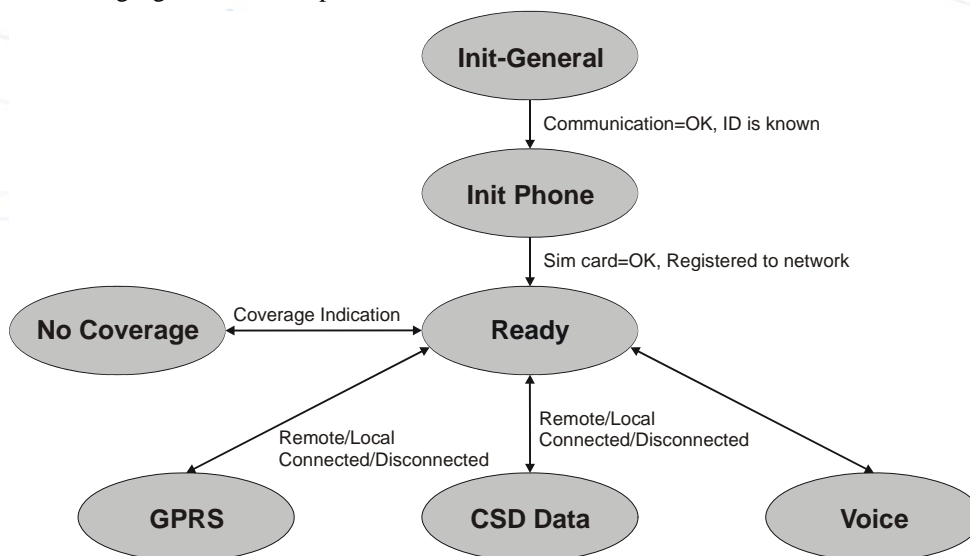 Init-General
Communication=OK, ID is known
Init Phone
Sim card=OK, Registered to network
No Coverage
Coverage Indication
Ready
Remote/Local
Connected/Disconnected
Remote/Local
Connected/Disconnected
GPRS
CSD Data
Voice